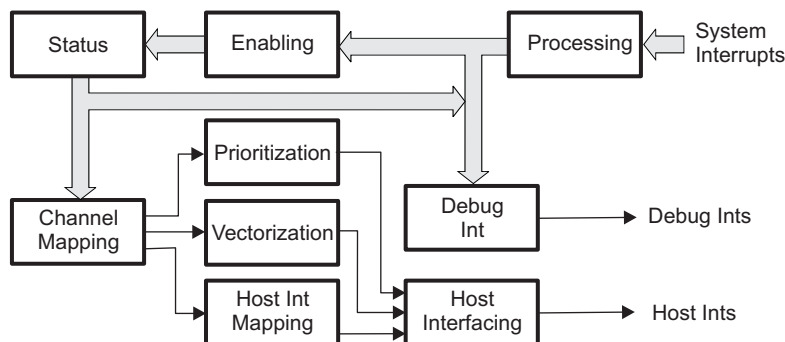 Status
Enabling
Processing
System
Interrupts
Prioritization
Channel
Mapping
Vectorization
Debug
Int
Debug Ints
Host Int
Mapping
Host
Interfacing
Host Ints